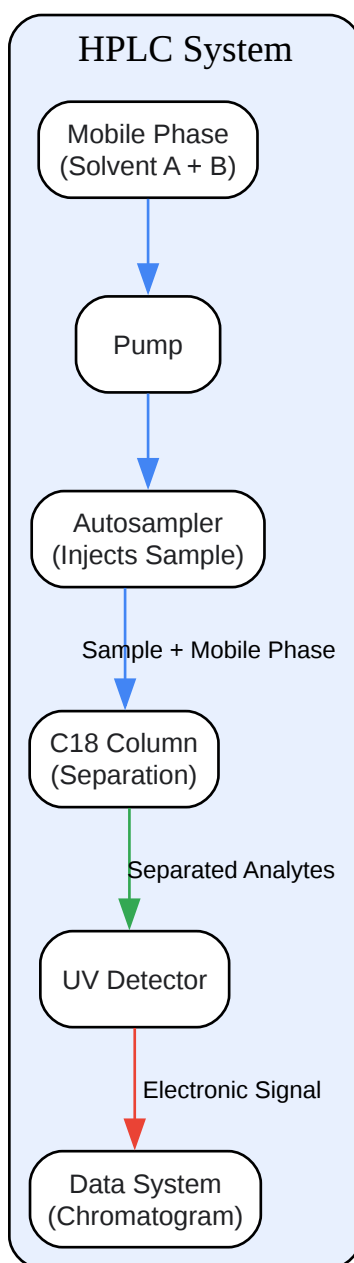 HPLC System
Mobile Phase
(Solvent A + B)
Pump
Autosampler
(Injects Sample)
Sample + Mobile Phase
C18 Column
(Separation)
Separated Analytes
UV Detector
Electronic Signal
Data System
(Chromatogram)